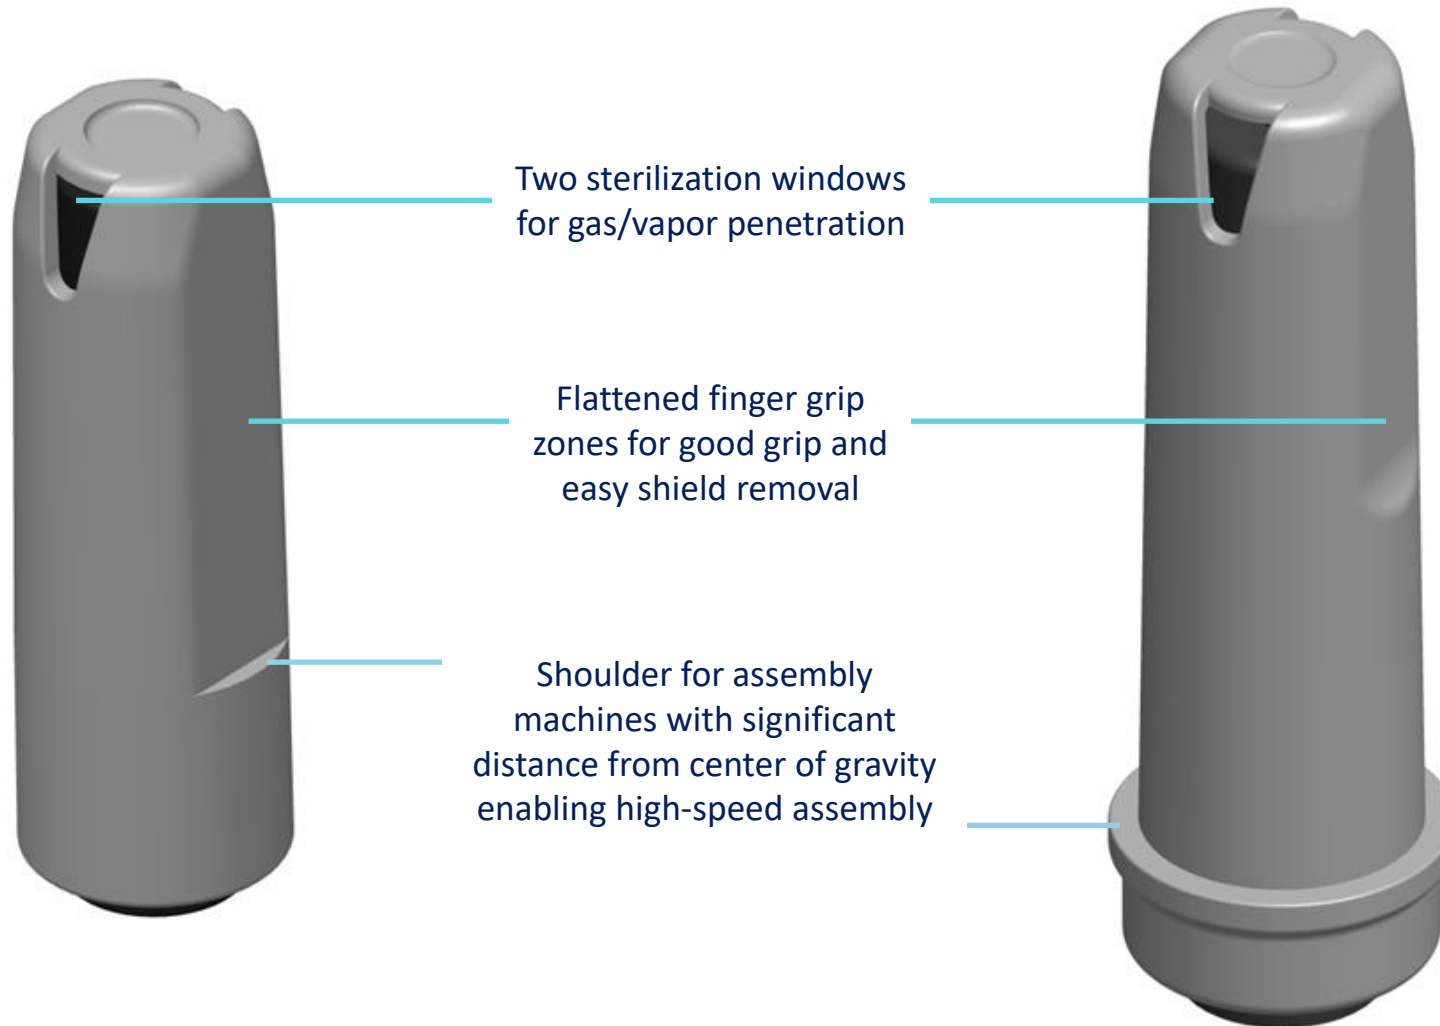 Two sterilization windows
for gas/vapor penetration
Flattened finger grip
zones for good grip and
easy shield removal
Shoulder for assembly
machines with significant
distance from center of gravity
enabling high-speed assembly